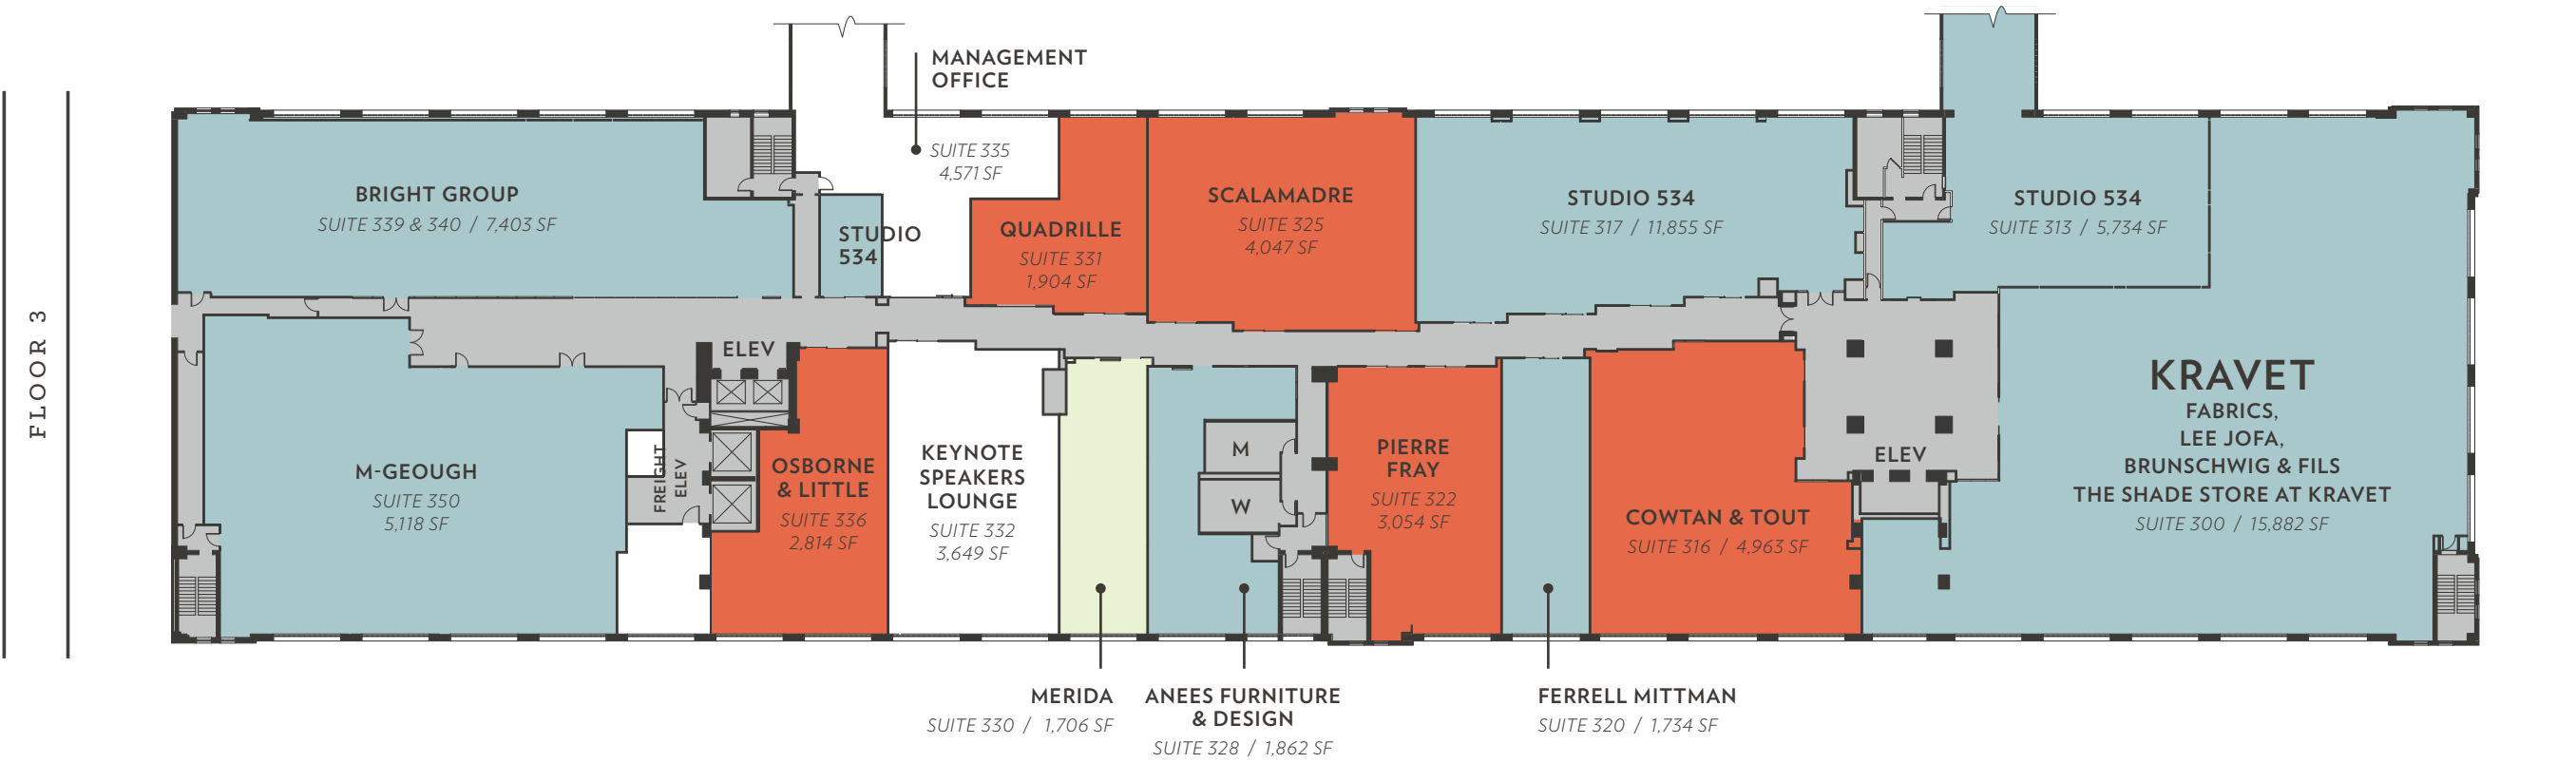 FLOOR 3
MANAGEMENT
OFFICE
SUITE 335
4,571 SF
BRIGHT GROUP
SUITE 339 & 340 / 7,403 SF
STUDIO
534
QUADRILLE
SUITE 331
1,904 SF
SCALAMADRE
SUITE 325
4,047 SF
STUDIO 534
SUITE 317 / 11,855 SF
STUDIO 534
SUITE 313 / 5,734 SF
ELEV
M-GEOUGH
SUITE 350
5,118 SF
FREIGHT
ELEV
OSBORNE
& LITTLE
SUITE 336
2,814 SF
KEYNOTE
SPEAKERS
LOUNGE
SUITE 332
3,649 SF
M
W
PIERRE
FRAY
SUITE 322
3,054 SF
COWTAN & TOUT
SUITE 316 / 4,963 SF
ELEV
KRAVET
FABRICS,
LEE JOFA,
BRUNSCHWIG & FILS
THE SHADE STORE AT KRAVET
SUITE 300 / 15,882 SF
MERIDA
SUITE 330 / 1,706 SF
ANEES FURNITURE
& DESIGN
SUITE 328 / 1,862 SF
FERRELL MITTMAN
SUITE 320 / 1,734 SF